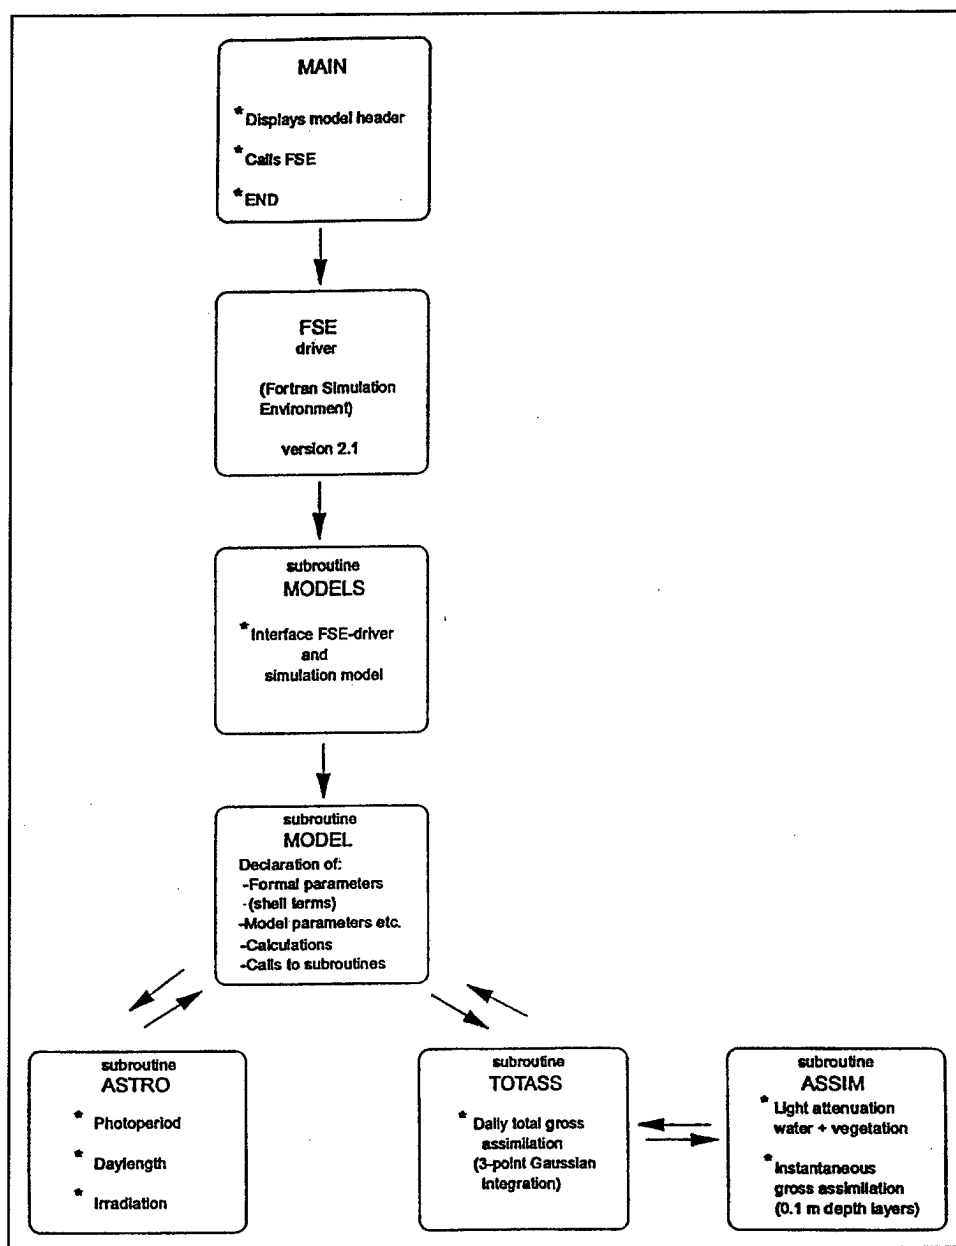 MAIN
* Displays model header
* Calls FSE
* END
FSE
driver
(Fortran Simulation
Environment)
version 2.1
subroutine
MODELS
* Interface FSE-driver
and
simulation model
subroutine
MODEL
Declaration of:
-Formal parameters
-(shell terms)
-Model parameters etc.
-Calculations
-Calls to subroutines
subroutine
ASTRO
* Photoperiod
* Daylength
* Irradiation
subroutine
TOTASS
* Daily total gross
assimilation
(3-point Gaussian
Integration)
subroutine
ASSIM
* Light attenuation
water + vegetation
* Instantaneous
gross assimilation
(0.1 m depth layers)